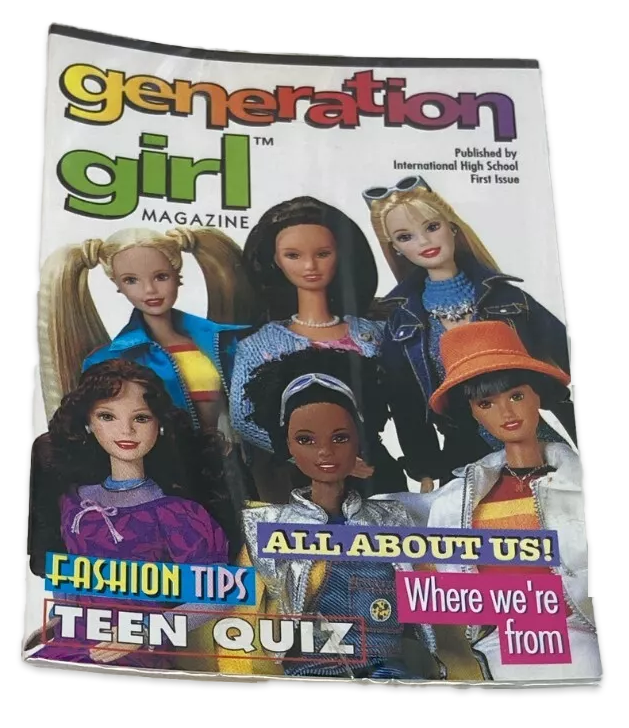 generation
girl™
MAGAZINE
Published by
International High School
First Issue
ALL ABOUT US!
FASHION TIPS
Where we're
from
TEEN QUIZ